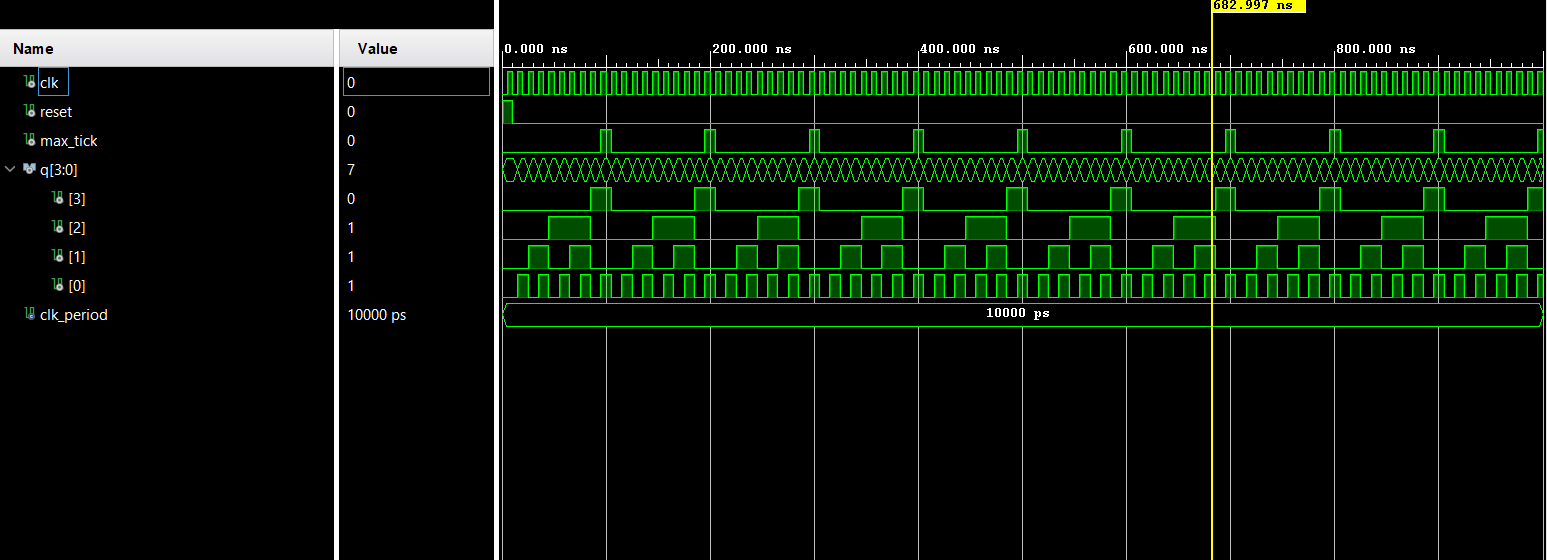 682.997 ns
Name Value
0.000 ns 200.000 ns 400.000 ns 600.000 ns 800.000 ns
clk 0
reset 0
max_tick 0
q[3:0] 7
[3] 0
[2] 1
[1] 1
[0] 1
clk_period 10000 ps 10000 ps